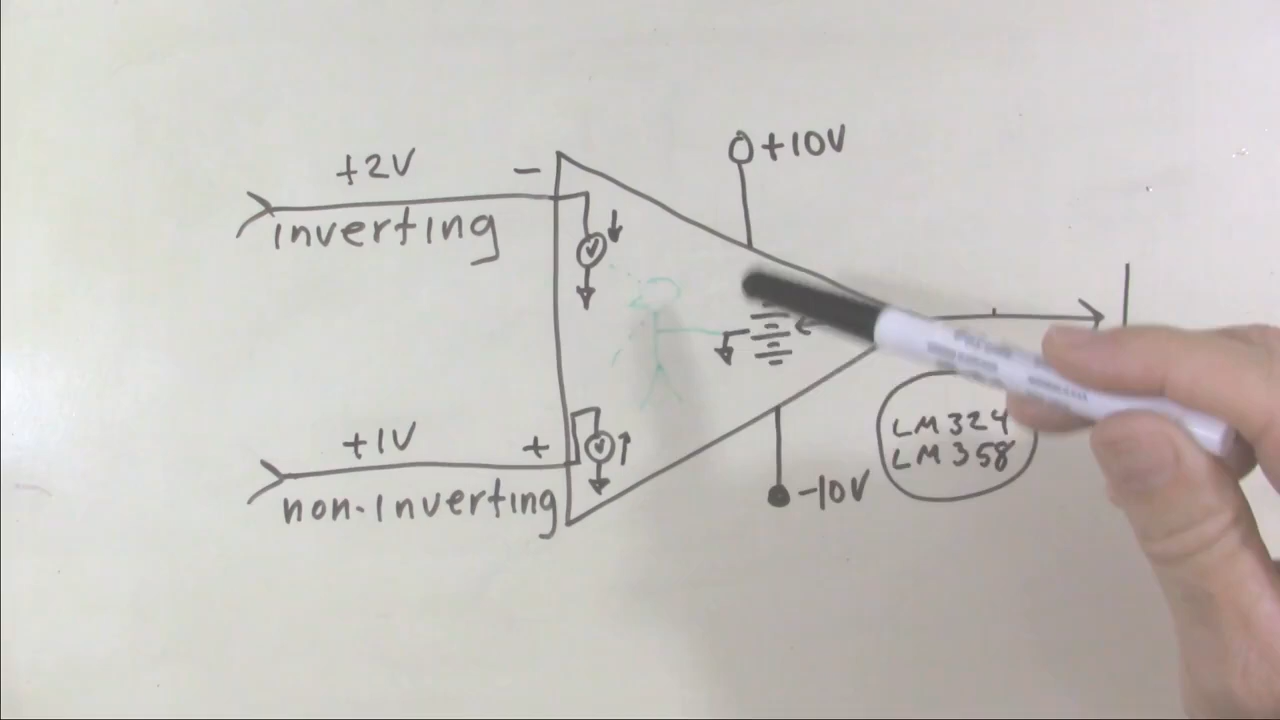 +10V
+2V
−
inverting
V
+1V
+
V
non-inverting
-10V
LM324
LM358